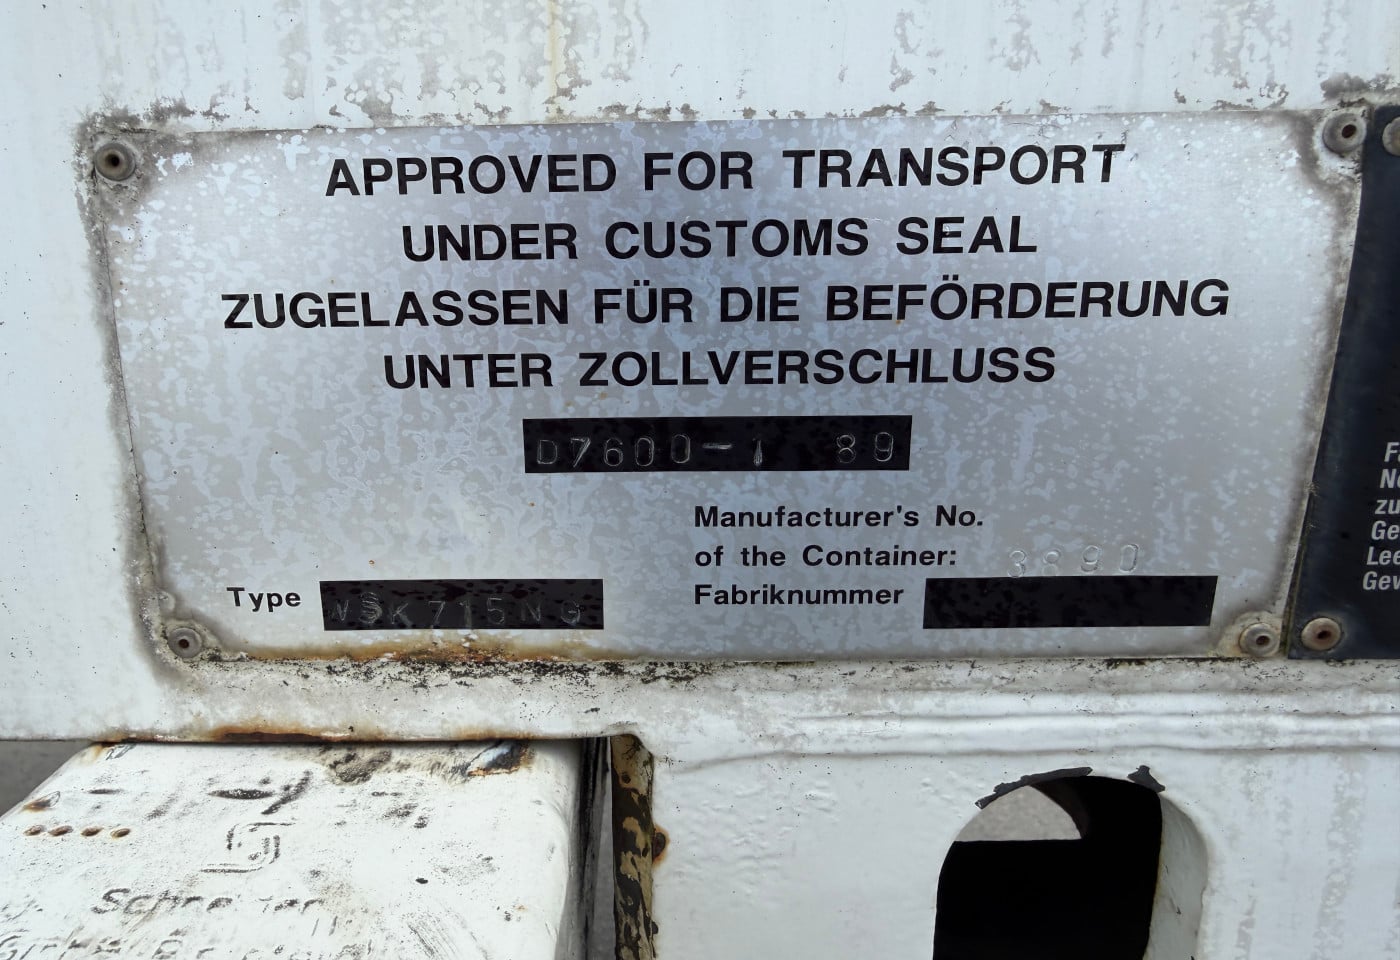 APPROVED FOR TRANSPORT
UNDER CUSTOMS SEAL
ZUGELASSEN FÜR DIE BEFÖRDERUNG
UNTER ZOLLVERSCHLUSS
D7600-1 89
Manufacturer's No.
of the Container: 3890
Fabriknummer
Type WSK715NG